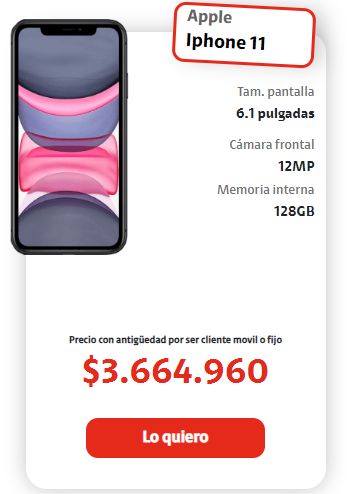 Apple
Iphone 11
Tam. pantalla
6.1 pulgadas
Cámara frontal
12MP
Memoria interna
128GB
Precio con antigüedad por ser cliente movil o fijo
$3.664.960
Lo quiero